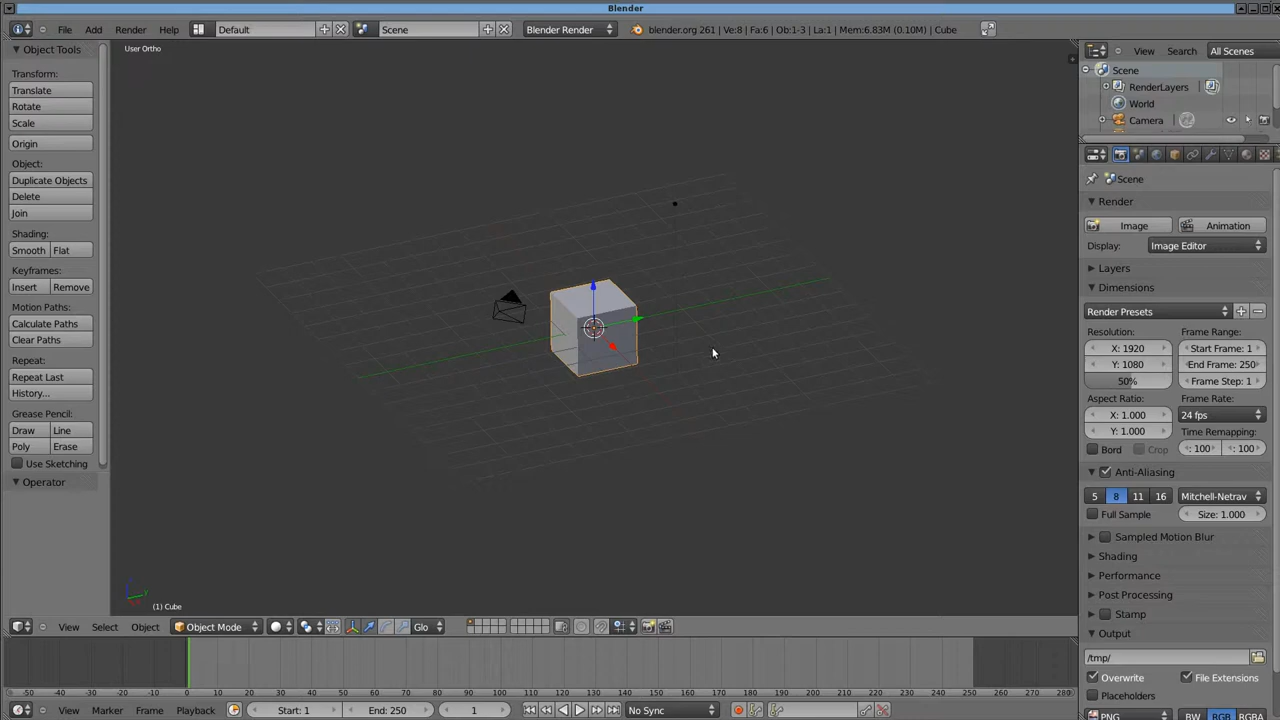 Blender
File Add Render Help Default Scene Blender Render blender.org 261 | Ve:8 | Fa:6 | Ob:1-3 | La:1 | Mem:6.83M (0.10M) | Cube
Object Tools
Transform:
Translate
Rotate
Scale
Origin
Object:
Duplicate Objects
Delete
Join
Shading:
Smooth Flat
Keyframes:
Insert Remove
Motion Paths:
Calculate Paths
Clear Paths
Repeat:
Repeat Last
History...
Grease Pencil:
Draw Line
Poly Erase
Use Sketching
Operator
User Ortho
(1) Cube
View Select Object Object Mode Glo
View Search All Scenes
Scene
RenderLayers
World
Camera
Scene
Render
Image Animation
Display: Image Editor
Layers
Dimensions
Render Presets
Resolution: Frame Range:
X: 1920 Start Frame: 1
Y: 1080 End Frame: 250
50% Frame Step: 1
Aspect Ratio: Frame Rate:
X: 1.000 24 fps
Y: 1.000 Time Remapping:
Bord Crop : 100 : 100
Anti-Aliasing
5 8 11 16 Mitchell-Netrav
Full Sample Size: 1.000
Sampled Motion Blur
Shading
Performance
Post Processing
Stamp
Output
/tmp/
Overwrite File Extensions
Placeholders
PNG BW RGB RGBA
-50 -40 -30 -20 -10 0 10 20 30 40 50 60 70 80 90 100 110 120 130 140 150 160 170 180 190 200 210 220 230 240 250 260 270 280
View Marker Frame Playback Start: 1 End: 250 1 No Sync